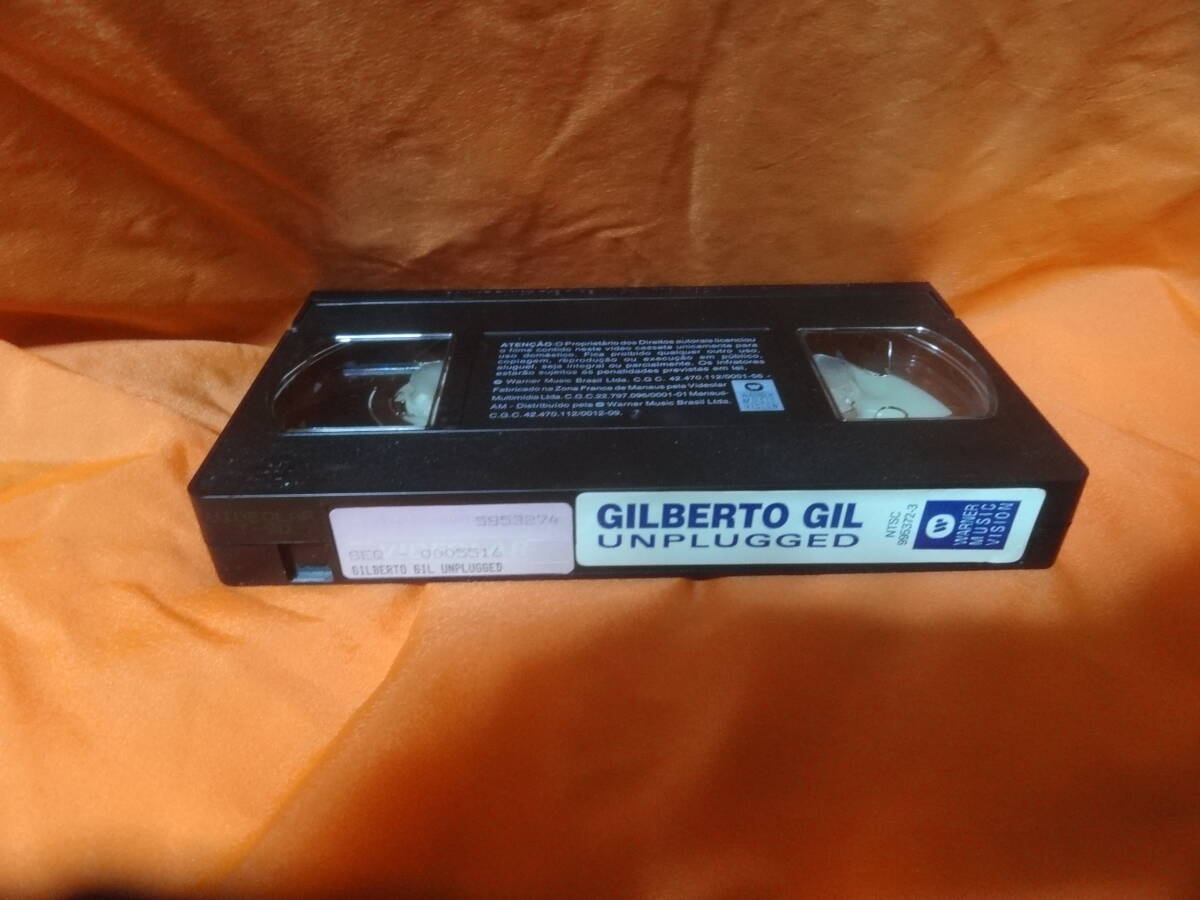 ATENÇÃO: O Proprietário dos Direitos autorais licenciou
o filme contido neste vídeo cassete unicamente para
uso doméstico. Fica proibido qualquer outro uso,
copiagem, reprodução ou execução em público,
aluguel, seja integral ou parcialmente. Os infratores
estarão sujeitos às penalidades previstas em lei.
℗ Warner Music Brasil Ltda. C.G.C. 42.470.112/0001-
Fabricado na Zona Franca de Manaus pela Videolar
Multimídia Ltda. C.G.C.22.797.096/0001-01 Manaus-
AM - Distribuído pela ℗ Warner Music Brasil Ltda.
C.G.C. 42.470.112/0012-09.
5953274
SEQ - 0005516
GILBERTO GIL UNPLUGGED
GILBERTO GIL
UNPLUGGED
NTSC
995372-3
WARNER
MUSIC
VISION